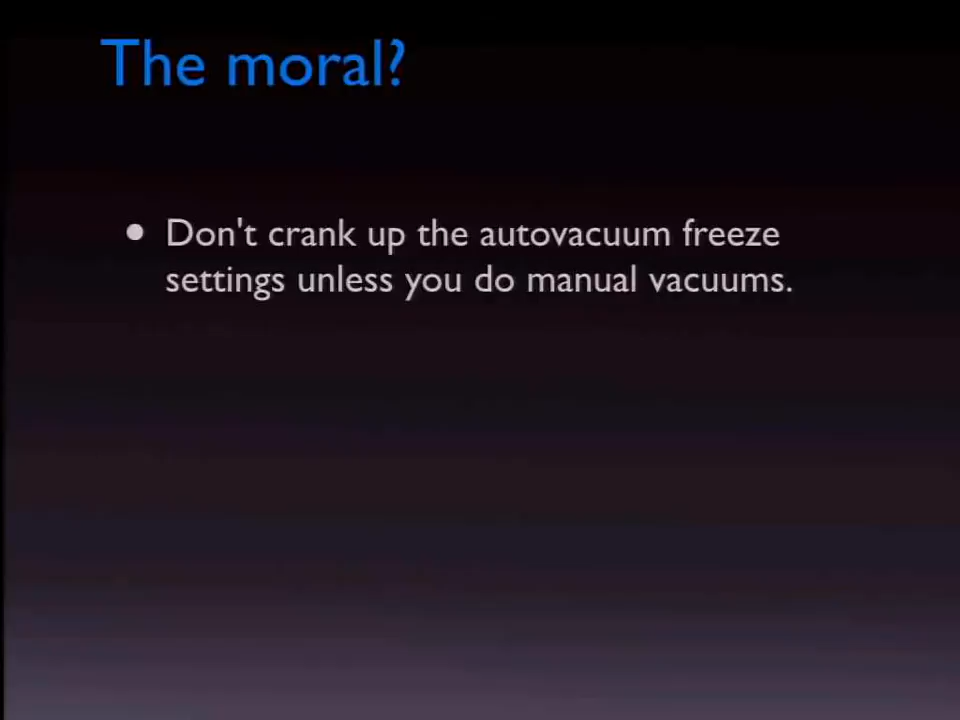 The moral?
• Don't crank up the autovacuum freeze
settings unless you do manual vacuums.